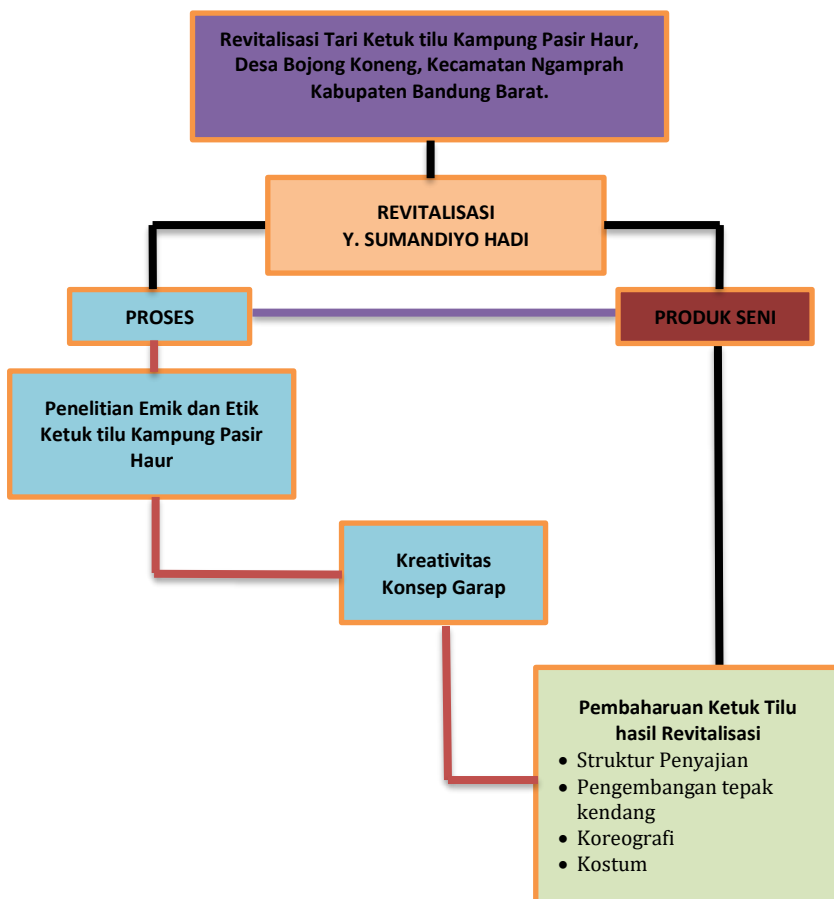 Revitalisasi Tari Ketuk tilu Kampung Pasir Haur,
Desa Bojong Koneng, Kecamatan Ngamprah
Kabupaten Bandung Barat.
REVITALISASI
Y. SUMANDIYO HADI
PROSES
PRODUK SENI
Penelitian Emik dan Etik
Ketuk tilu Kampung Pasir
Haur
Kreativitas
Konsep Garap
Pembaharuan Ketuk Tilu
hasil Revitalisasi
• Struktur Penyajian
• Pengembangan tepak
kendang
• Koreografi
• Kostum